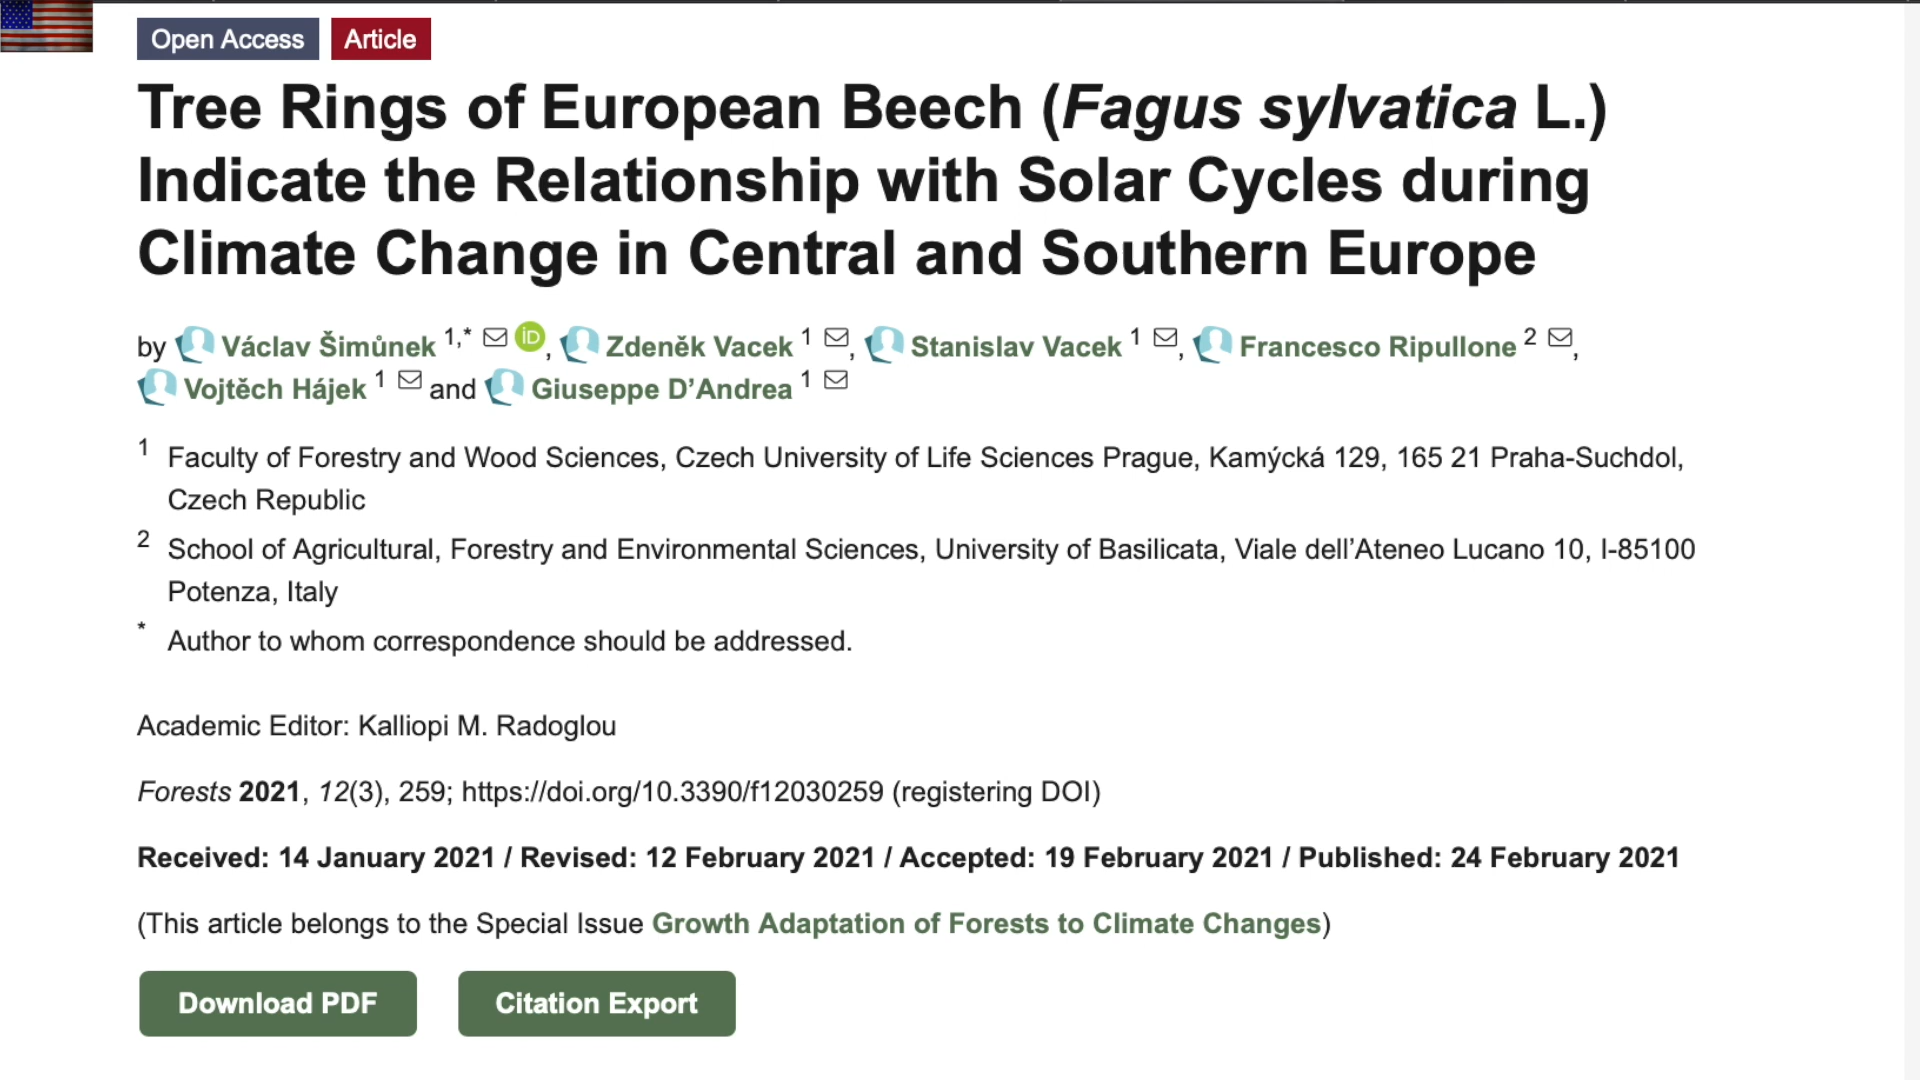 Open Access Article
Tree Rings of European Beech (Fagus sylvatica L.)
Indicate the Relationship with Solar Cycles during
Climate Change in Central and Southern Europe
by Václav Šimůnek 1,* iD, Zdeněk Vacek 1, Stanislav Vacek 1, Francesco Ripullone 2,
Vojtěch Hájek 1 and Giuseppe D’Andrea 1
1 Faculty of Forestry and Wood Sciences, Czech University of Life Sciences Prague, Kamýcká 129, 165 21 Praha-Suchdol,
Czech Republic
2 School of Agricultural, Forestry and Environmental Sciences, University of Basilicata, Viale dell’Ateneo Lucano 10, I-85100
Potenza, Italy
* Author to whom correspondence should be addressed.
Academic Editor: Kalliopi M. Radoglou
Forests 2021, 12(3), 259; https://doi.org/10.3390/f12030259 (registering DOI)
Received: 14 January 2021 / Revised: 12 February 2021 / Accepted: 19 February 2021 / Published: 24 February 2021
(This article belongs to the Special Issue Growth Adaptation of Forests to Climate Changes)
Download PDF Citation Export